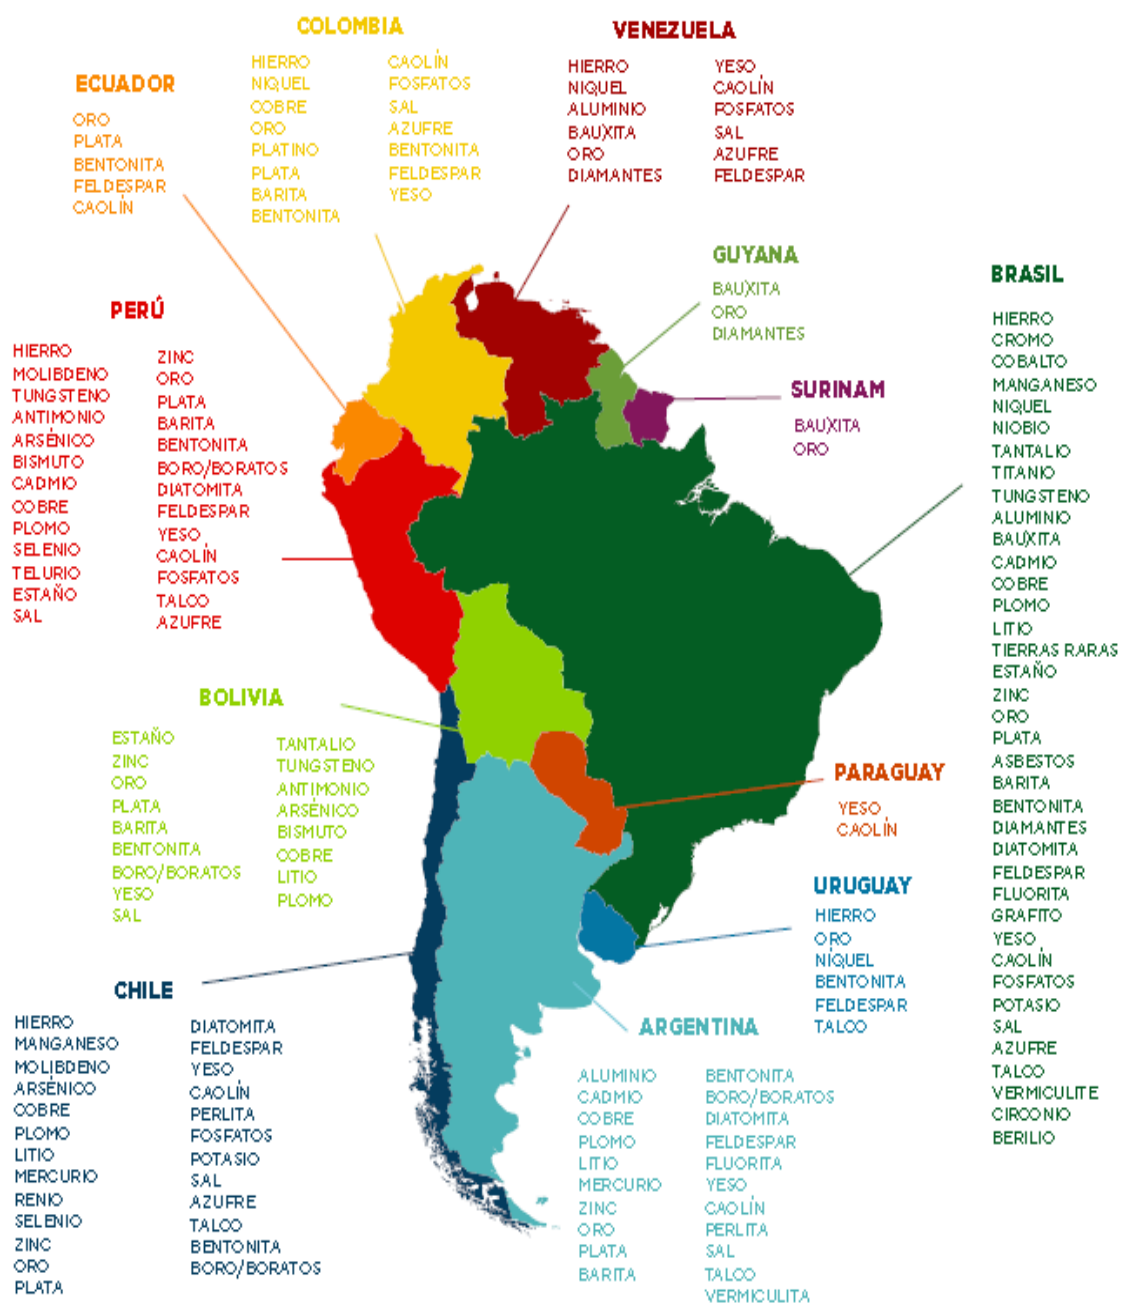 COLOMBIA
HIERRO
NIQUEL
COBRE
ORO
PLATINO
PLATA
BARITA
BENTONITA
CAOLÍN
FOSFATOS
SAL
AZUFRE
BENTONITA
FELDESPAR
YESO
VENEZUELA
HIERRO
NIQUEL
ALUMINIO
BAUXITA
ORO
DIAMANTES
YESO
CAOLÍN
FOSFATOS
SAL
AZUFRE
FELDESPAR
ECUADOR
ORO
PLATA
BENTONITA
FELDESPAR
CAOLÍN
GUYANA
BAUXITA
ORO
DIAMANTES
SURINAM
BAUXITA
ORO
BRASIL
HIERRO
CROMO
COBALTO
MANGANESO
NIQUEL
NIOBIO
TANTALIO
TITANIO
TUNGSTENO
ALUMINIO
BAUXITA
CADMIO
COBRE
PLOMO
LITIO
TIERRAS RARAS
ESTAÑO
ZINC
ORO
PLATA
ASBESTOS
BARITA
BENTONITA
DIAMANTES
DIATOMITA
FELDESPAR
FLUORITA
GRAFITO
YESO
CAOLÍN
FOSFATOS
POTASIO
SAL
AZUFRE
TALCO
VERMICULITE
CIRCONIO
BERILIO
PERÚ
HIERRO
MOLIBDENO
TUNGSTENO
ANTIMONIO
ARSÉNICO
BISMUTO
CADMIO
COBRE
PLOMO
SELENIO
TELURIO
ESTAÑO
SAL
ZINC
ORO
PLATA
BARITA
BENTONITA
BORO/BORATOS
DIATOMITA
FELDESPAR
YESO
CAOLÍN
FOSFATOS
TALCO
AZUFRE
BOLIVIA
ESTAÑO
ZINC
ORO
PLATA
BARITA
BENTONITA
BORO/BORATOS
YESO
SAL
TANTALIO
TUNGSTENO
ANTIMONIO
ARSÉNICO
BISMUTO
COBRE
LITIO
PLOMO
PARAGUAY
YESO
CAOLÍN
URUGUAY
HIERRO
ORO
NÍQUEL
BENTONITA
FELDESPAR
TALCO
CHILE
HIERRO
MANGANESO
MOLIBDENO
ARSÉNICO
COBRE
PLOMO
LITIO
MERCURIO
RENIO
SELENIO
ZINC
ORO
PLATA
DIATOMITA
FELDESPAR
YESO
CAOLÍN
PERLITA
FOSFATOS
POTASIO
SAL
AZUFRE
TALCO
BENTONITA
BORO/BORATOS
ARGENTINA
ALUMINIO
CADMIO
COBRE
PLOMO
LITIO
MERCURIO
ZINC
ORO
PLATA
BARITA
BENTONITA
BORO/BORATOS
DIATOMITA
FELDESPAR
FLUORITA
YESO
CAOLÍN
PERLITA
SAL
TALCO
VERMICULITA